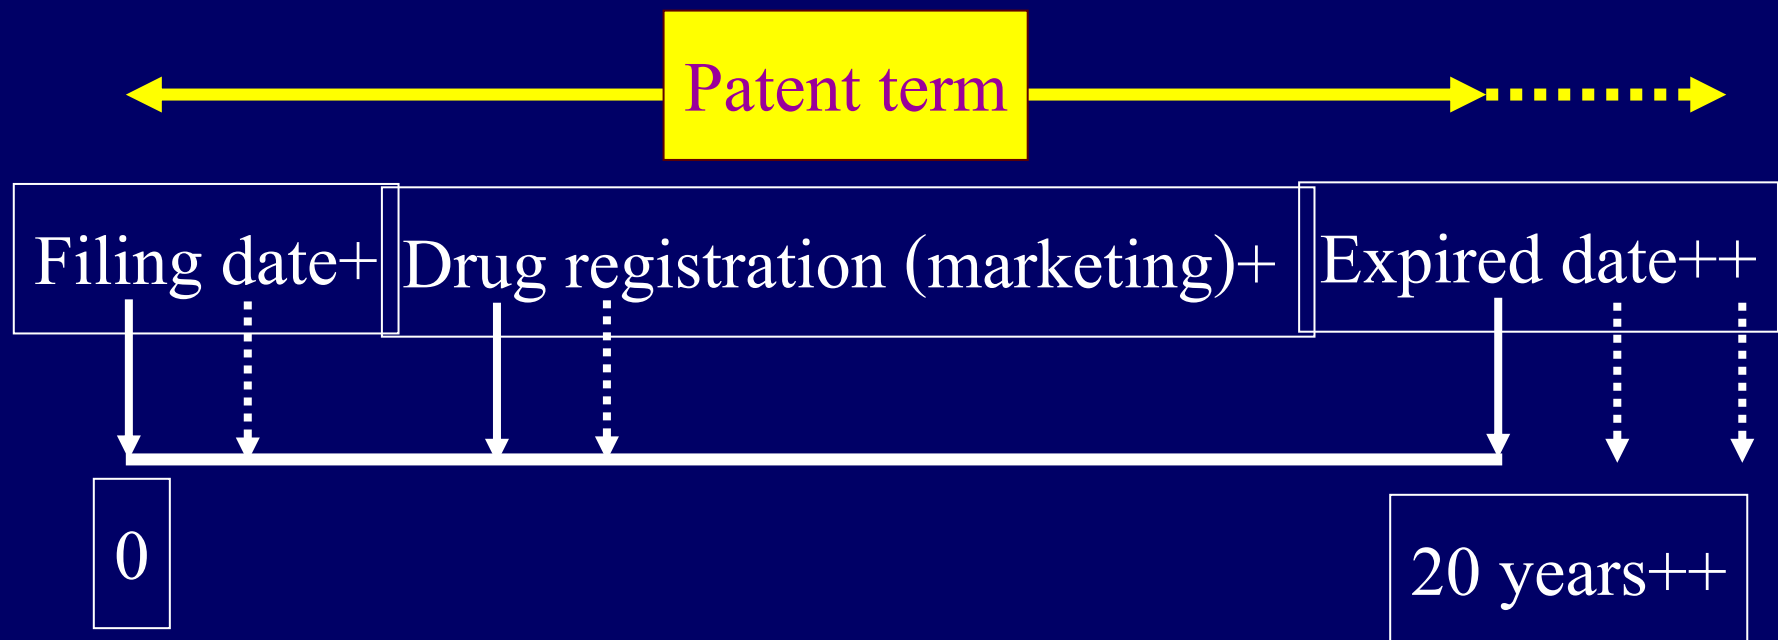 Patent term
Filing date+
Drug registration (marketing)+
Expired date++
0
20 years++